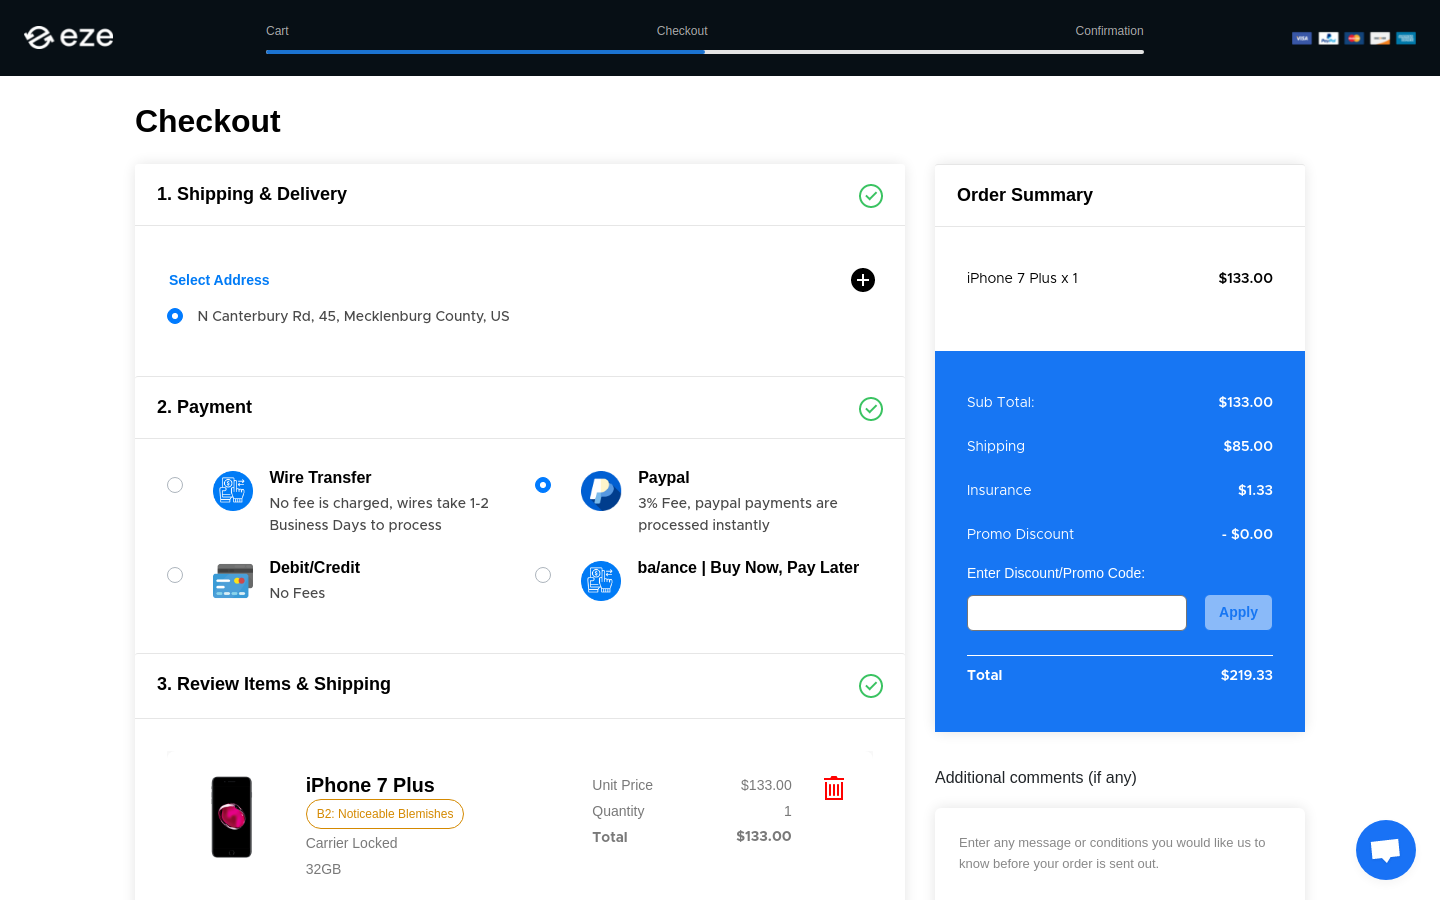 eze
Cart
Checkout
Confirmation
VISA
PayPal
Checkout
1. Shipping & Delivery
Select Address
N Canterbury Rd, 45, Mecklenburg County, US
2. Payment
Wire Transfer
No fee is charged, wires take 1-2
Business Days to process
Paypal
3% Fee, paypal payments are
processed instantly
Debit/Credit
No Fees
ba/ance | Buy Now, Pay Later
3. Review Items & Shipping
iPhone 7 Plus
B2: Noticeable Blemishes
Carrier Locked
32GB
Unit Price $133.00
Quantity 1
Total $133.00
Order Summary
iPhone 7 Plus x 1 $133.00
Sub Total: $133.00
Shipping $85.00
Insurance $1.33
Promo Discount - $0.00
Enter Discount/Promo Code:
Apply
Total $219.33
Additional comments (if any)
Enter any message or conditions you would like us to
know before your order is sent out.